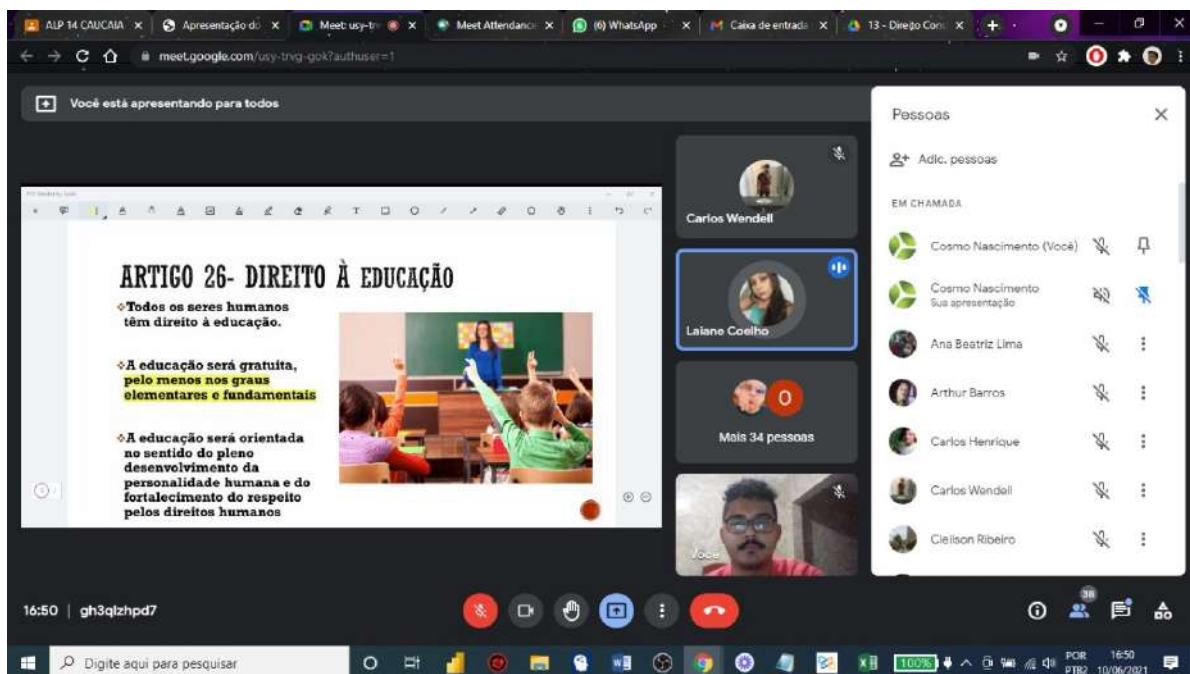 ALP 14 CAUCAIA
Apresentação do
Meet: usy-tr
Meet Attendance
(6) WhatsApp
Caixa de entrada
13 - Direito Con
meet.google.com/usy-trvg-gok?authuser=1
Você está apresentando para todos
ARTIGO 26- DIREITO À EDUCAÇÃO
Todos os seres humanos
têm direito à educação.
A educação será gratuita,
pelo menos nos graus
elementares e fundamentais
A educação será orientada
no sentido do pleno
desenvolvimento da
personalidade humana e do
fortalecimento do respeito
pelos direitos humanos
Carlos Wendell
Laiane Coelho
O
Mais 34 pessoas
Você
Pessoas
Adic. pessoas
EM CHAMADA
Cosmo Nascimento (Você)
Cosmo Nascimento
Sua apresentação
Ana Beatriz Lima
Arthur Barros
Carlos Henrique
Carlos Wendell
Cleilson Ribeiro
16:50 | gh3qlzhpd7
38
Digite aqui para pesquisar
100%
POR
PTB2
16:50
10/06/2021